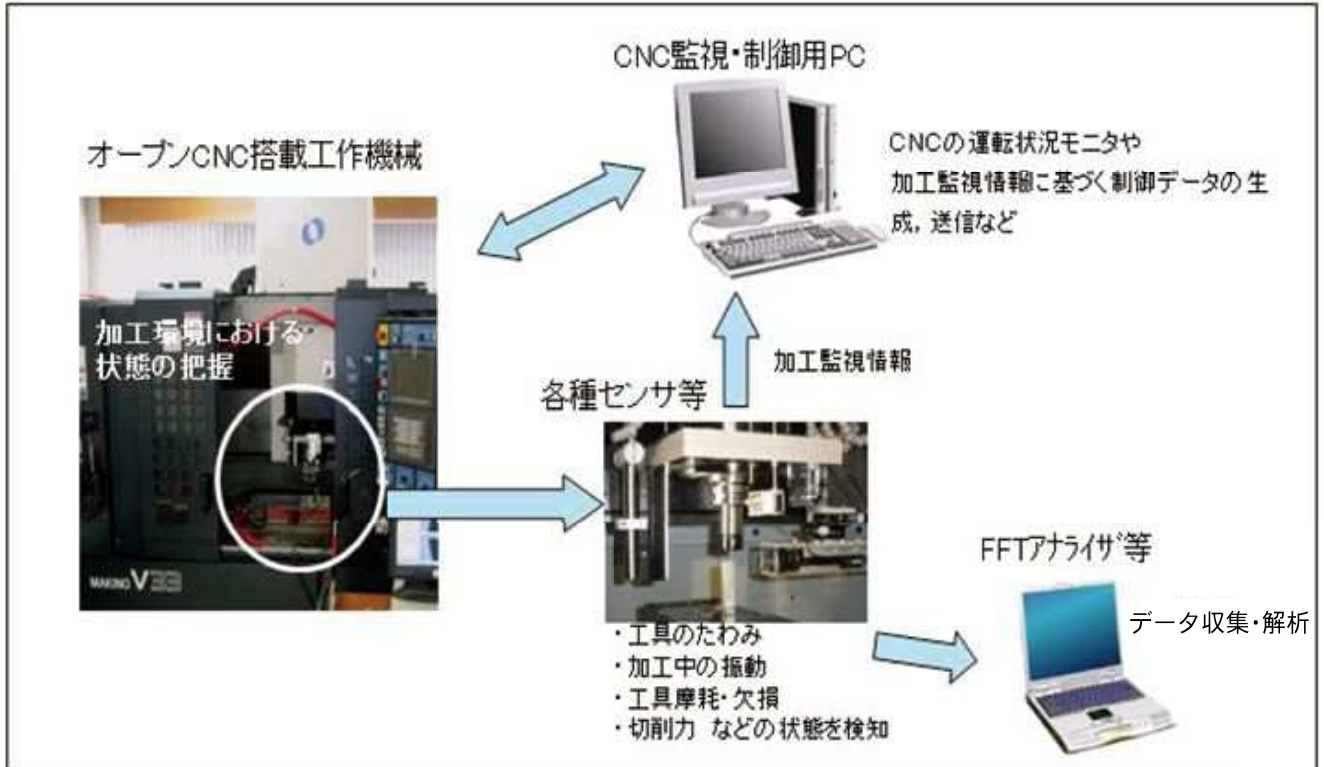 CNC監視・制御用PC
オープンCNC搭載工作機械
CNCの運転状況モニタや
加工監視情報に基づく制御データの生
成，送信など
加工環境における
状態の把握
加工監視情報
各種センサ等
MAKINO V33
FFTアナライザ等
データ収集・解析
・工具のたわみ
・加工中の振動
・工具摩耗・欠損
・切削力 などの状態を検知